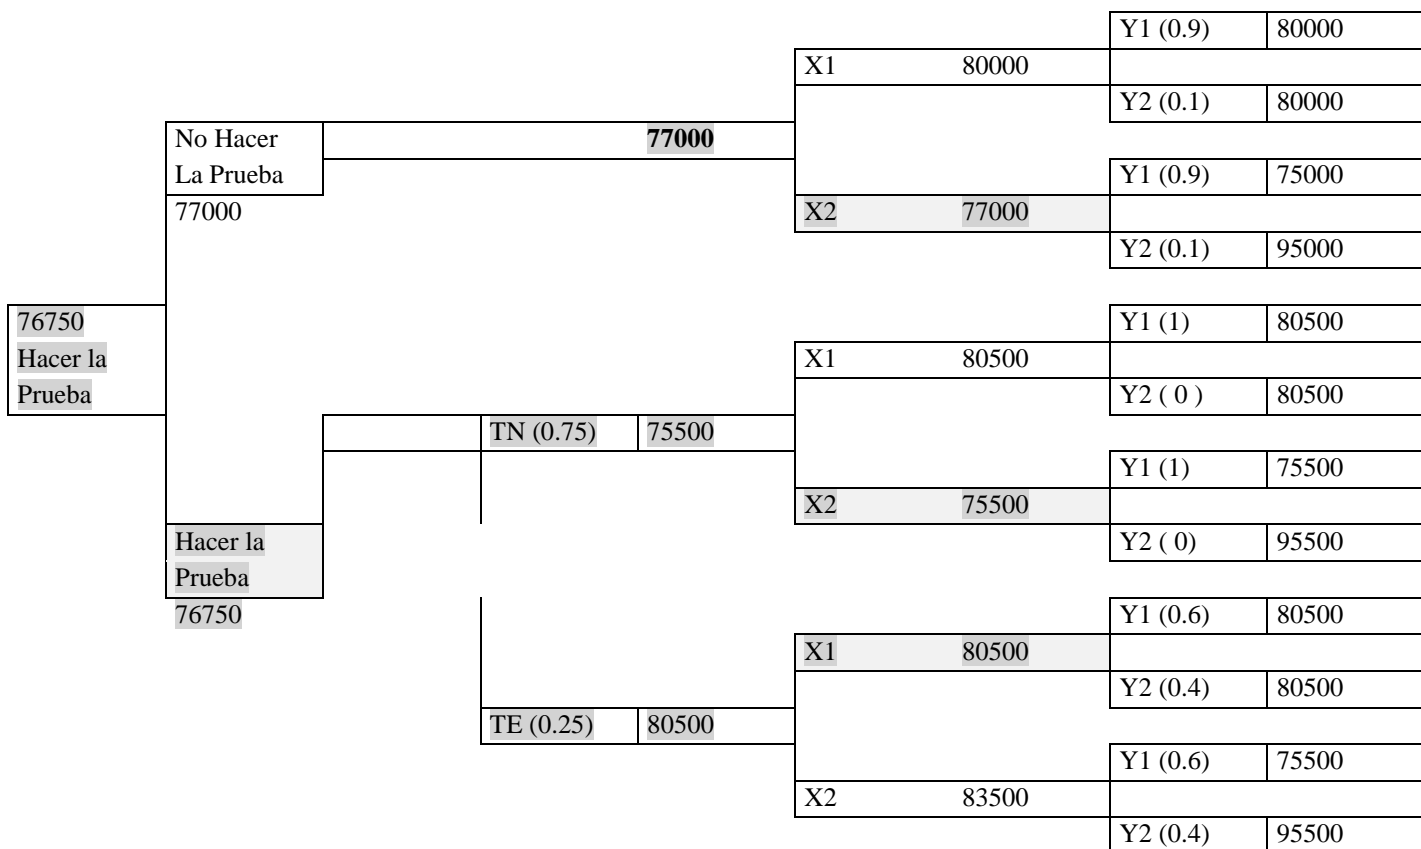 Y1 (0.9) 80000
X1 80000
Y2 (0.1) 80000
No Hacer 77000
La Prueba Y1 (0.9) 75000
77000 X2 77000
Y2 (0.1) 95000
76750 Y1 (1) 80500
Hacer la X1 80500
Prueba Y2 ( 0 ) 80500
TN (0.75) 75500
Y1 (1) 75500
X2 75500
Hacer la Y2 ( 0) 95500
Prueba
76750 Y1 (0.6) 80500
X1 80500
Y2 (0.4) 80500
TE (0.25) 80500
Y1 (0.6) 75500
X2 83500
Y2 (0.4) 95500